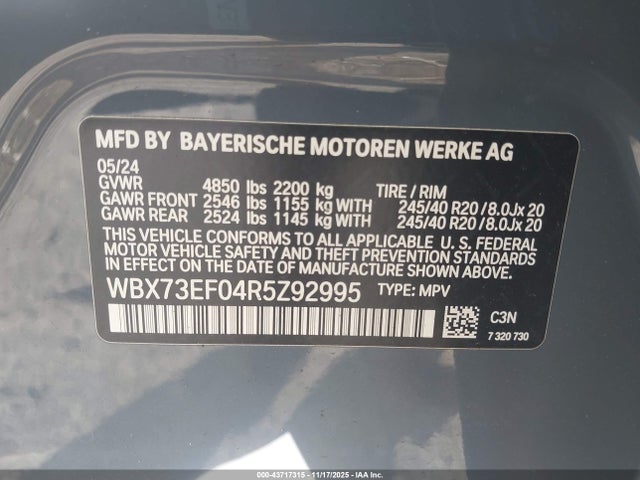 MFD BY BAYERISCHE MOTOREN WERKE AG
05/24
GVWR 4850 lbs 2200 kg TIRE / RIM
GAWR FRONT 2546 lbs 1155 kg WITH 245/40 R20 / 8.0Jx 20
GAWR REAR 2524 lbs 1145 kg WITH 245/40 R20 / 8.0Jx 20
THIS VEHICLE CONFORMS TO ALL APPLICABLE U. S. FEDERAL
MOTOR VEHICLE SAFETY AND THEFT PREVENTION STANDARDS
IN EFFECT ON THE DATE OF MANUFACTURE SHOWN ABOVE.
WBX73EF04R5Z92995 TYPE: MPV
C3N
7 320 730
000-43717315 - 11/17/2025 - IAA Inc.